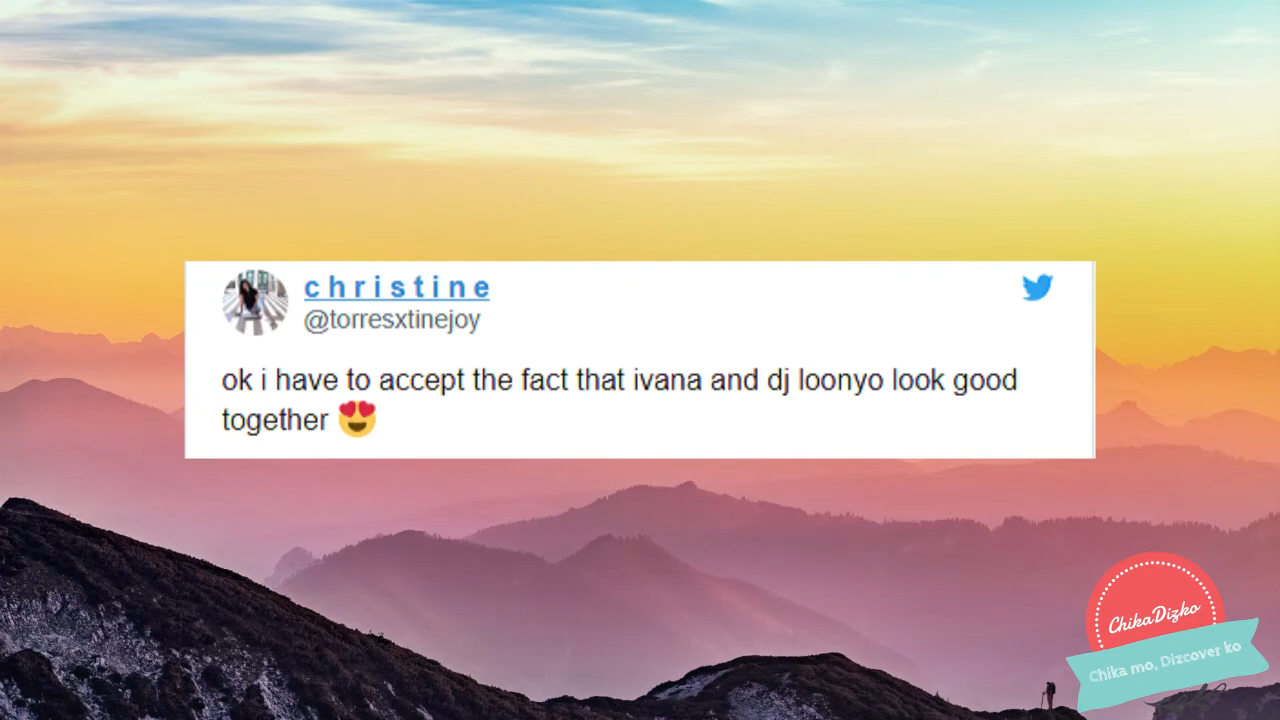 c h r i s t i n e
@torresxtinejoy
ok i have to accept the fact that ivana and dj loonyo look good
together 😍
ChikaDizko
Chika mo, Dizcover ko